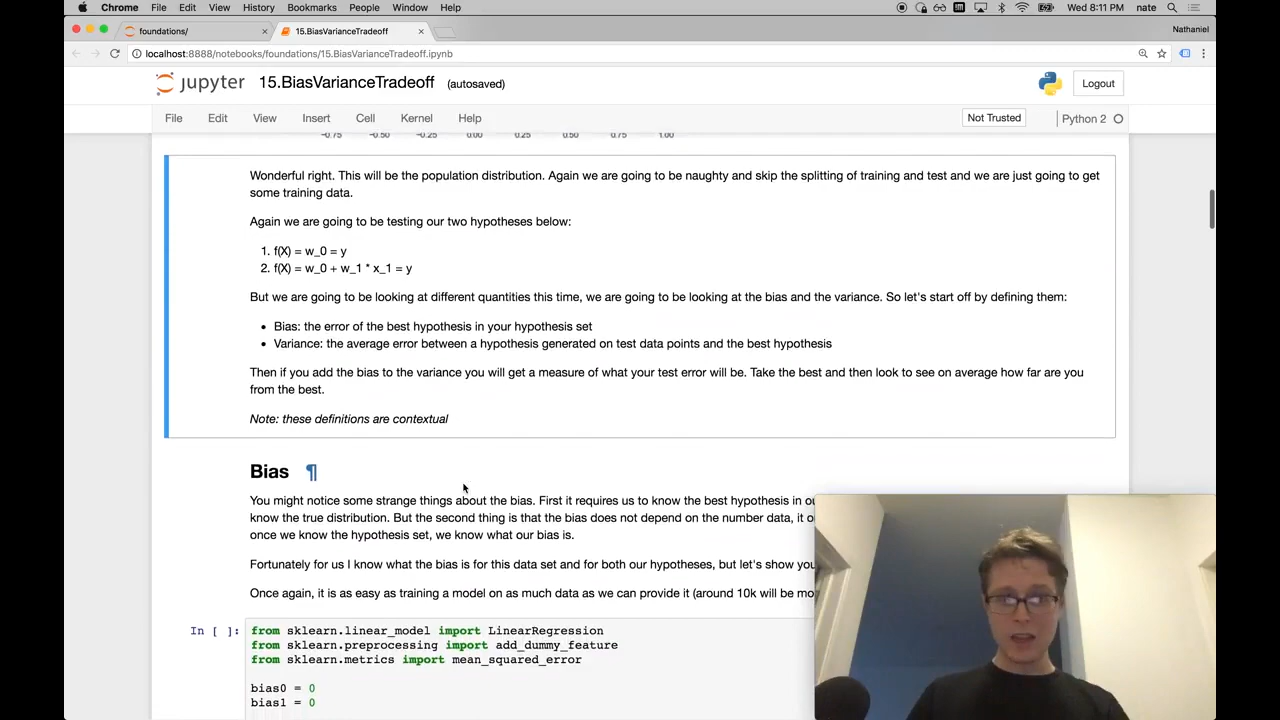 Chrome File Edit View History Bookmarks People Window Help Wed 8:11 PM nate
foundations/ 15.BiasVarianceTradeoff Nathaniel
localhost:8888/notebooks/foundations/15.BiasVarianceTradeoff.ipynb
jupyter 15.BiasVarianceTradeoff (autosaved) Logout
File Edit View Insert Cell Kernel Help Not Trusted Python 2
−0.75 −0.50 −0.25 0.00 0.25 0.50 0.75 1.00
Wonderful right. This will be the population distribution. Again we are going to be naughty and skip the splitting of training and test and we are just going to get
some training data.
Again we are going to be testing our two hypotheses below:
1. f(X) = w_0 = y
2. f(X) = w_0 + w_1 * x_1 = y
But we are going to be looking at different quantities this time, we are going to be looking at the bias and the variance. So let's start off by defining them:
• Bias: the error of the best hypothesis in your hypothesis set
• Variance: the average error between a hypothesis generated on test data points and the best hypothesis
Then if you add the bias to the variance you will get a measure of what your test error will be. Take the best and then look to see on average how far are you
from the best.
Note: these definitions are contextual
Bias ¶
You might notice some strange things about the bias. First it requires us to know the best hypothesis in
know the true distribution. But the second thing is that the bias does not depend on the number data, it
once we know the hypothesis set, we know what our bias is.
Fortunately for us I know what the bias is for this data set and for both our hypotheses, but let's show you
Once again, it is as easy as training a model on as much data as we can provide it (around 10k will be
In [ ]: from sklearn.linear_model import LinearRegression
from sklearn.preprocessing import add_dummy_feature
from sklearn.metrics import mean_squared_error
bias0 = 0
bias1 = 0